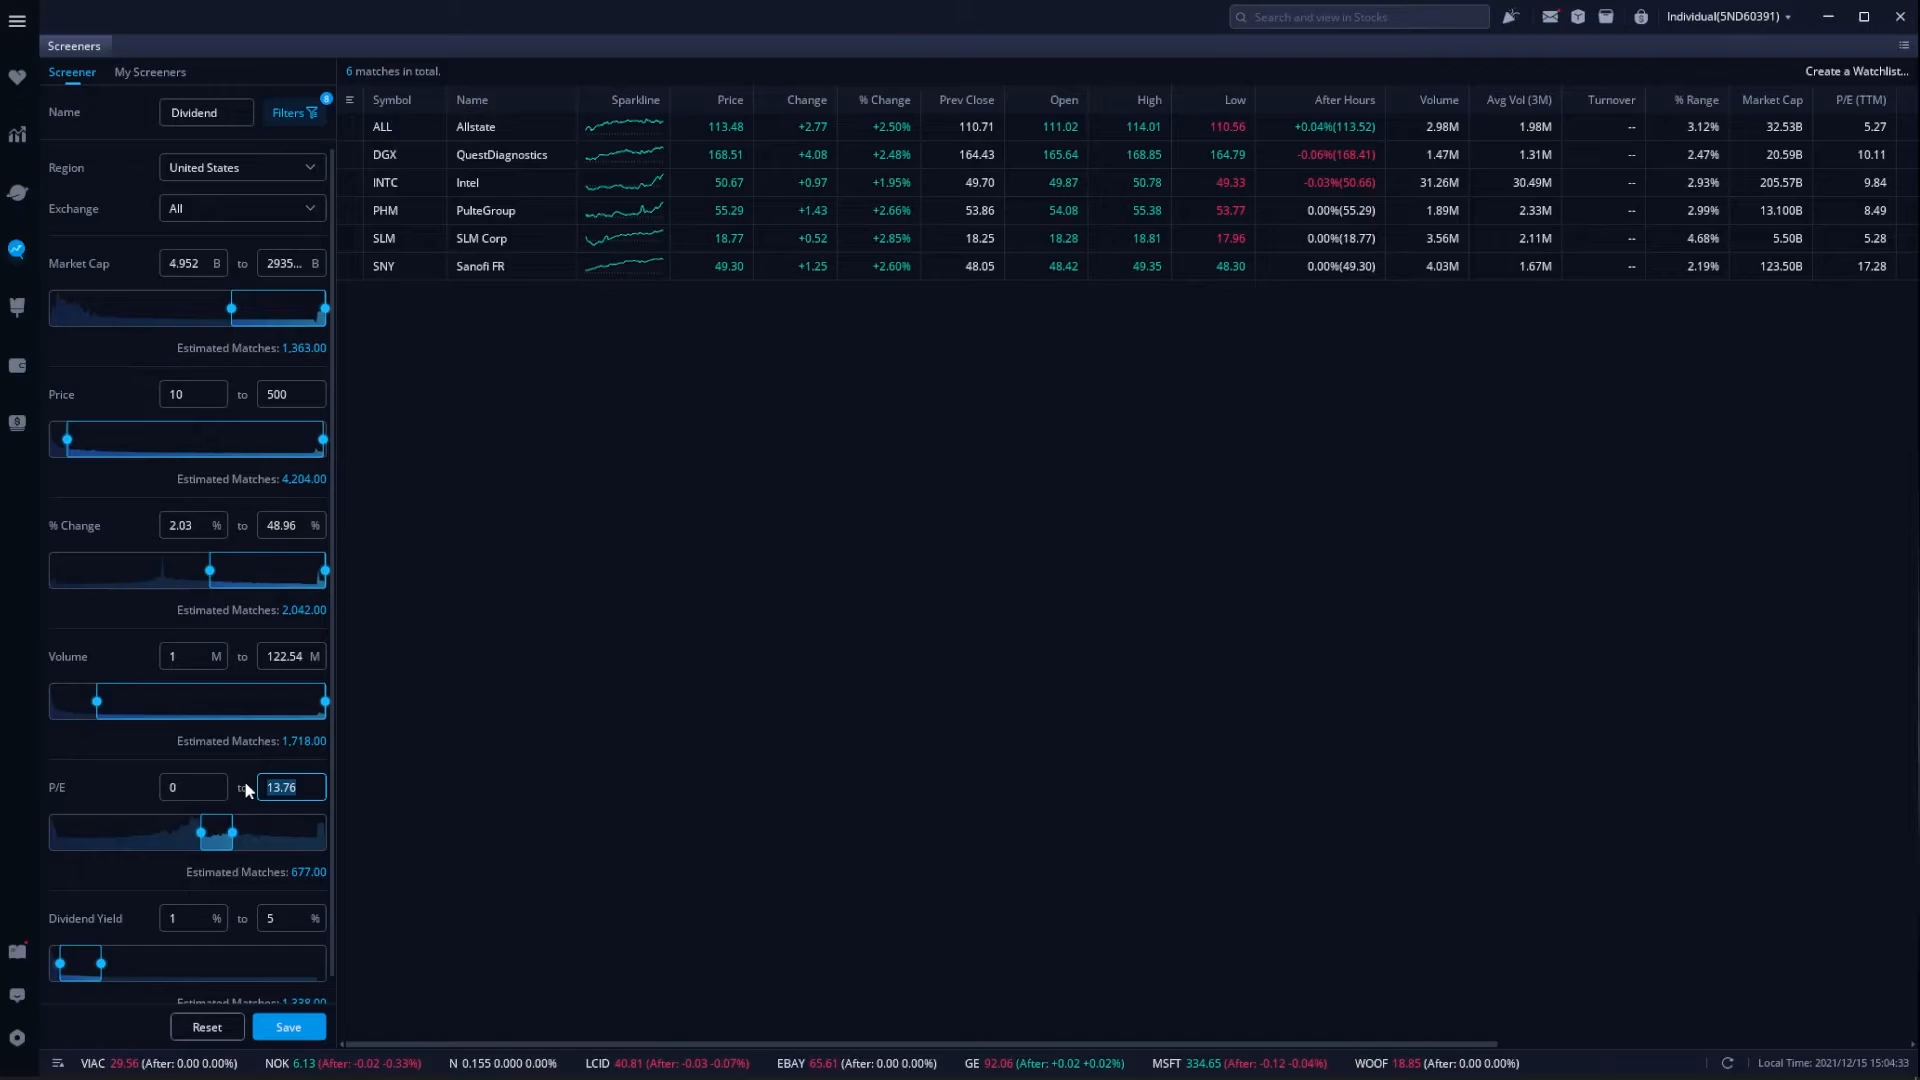 Search and view in Stocks
Individual(5ND60391)
Screeners
Screener My Screeners
6 matches in total.
Create a Watchlist...
Name Dividend Filters 8
Symbol Name Sparkline Price Change % Change Prev Close Open High Low After Hours Volume Avg Vol (3M) Turnover % Range Market Cap P/E (TTM)
ALL Allstate 113.48 +2.77 +2.50% 110.71 111.02 114.01 110.56 +0.04%(113.52) 2.98M 1.98M -- 3.12% 32.53B 5.27
DGX QuestDiagnostics 168.51 +4.08 +2.48% 164.43 165.64 168.85 164.79 -0.06%(168.41) 1.47M 1.31M -- 2.47% 20.59B 10.11
INTC Intel 50.67 +0.97 +1.95% 49.70 49.87 50.78 49.33 -0.03%(50.66) 31.26M 30.49M -- 2.93% 205.57B 9.84
PHM PulteGroup 55.29 +1.43 +2.66% 53.86 54.08 55.38 53.77 0.00%(55.29) 1.89M 2.33M -- 2.99% 13.100B 8.49
SLM SLM Corp 18.77 +0.52 +2.85% 18.25 18.28 18.81 17.96 0.00%(18.77) 3.56M 2.11M -- 4.68% 5.50B 5.28
SNY Sanofi FR 49.30 +1.25 +2.60% 48.05 48.42 49.35 48.30 0.00%(49.30) 4.03M 1.67M -- 2.19% 123.50B 17.28
Region United States
Exchange All
Market Cap 4.952 B to 2935... B
Estimated Matches: 1,363.00
Price 10 to 500
Estimated Matches: 4,204.00
% Change 2.03 % to 48.96 %
Estimated Matches: 2,042.00
Volume 1 M to 122.54 M
Estimated Matches: 1,718.00
P/E 0 to 13.76
Estimated Matches: 677.00
Dividend Yield 1 % to 5 %
Estimated Matches: 1,338.00
Reset Save
VIAC 29.56 (After: 0.00 0.00%) NOK 6.13 (After: -0.02 -0.33%) N 0.155 0.000 0.00% LCID 40.81 (After: -0.03 -0.07%) EBAY 65.61 (After: 0.00 0.00%) GE 92.06 (After: +0.02 +0.02%) MSFT 334.65 (After: -0.12 -0.04%) WOOF 18.85 (After: 0.00 0.00%) Local Time: 2021/12/15 15:04:33